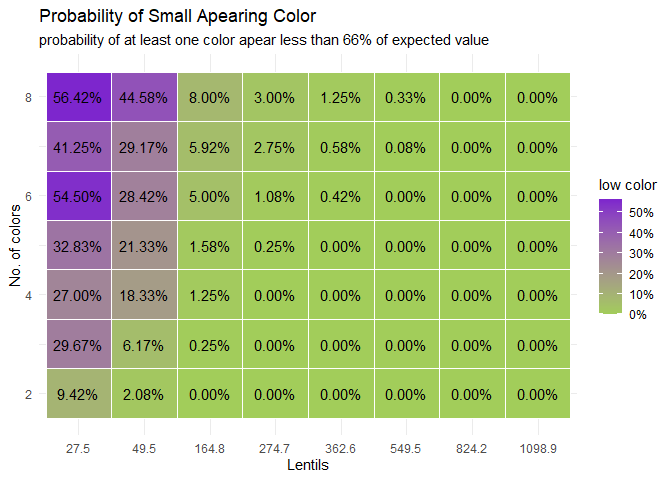 Probability of Small Apearing Color
probability of at least one color apear less than 66% of expected value
No. of colors
8
56.42% 44.58% 8.00% 3.00% 1.25% 0.33% 0.00% 0.00%
41.25% 29.17% 5.92% 2.75% 0.58% 0.08% 0.00% 0.00%
6
54.50% 28.42% 5.00% 1.08% 0.42% 0.00% 0.00% 0.00%
32.83% 21.33% 1.58% 0.25% 0.00% 0.00% 0.00% 0.00%
4
27.00% 18.33% 1.25% 0.00% 0.00% 0.00% 0.00% 0.00%
29.67% 6.17% 0.25% 0.00% 0.00% 0.00% 0.00% 0.00%
2
9.42% 2.08% 0.00% 0.00% 0.00% 0.00% 0.00% 0.00%
27.5 49.5 164.8 274.7 362.6 549.5 824.2 1098.9
Lentils
low color
50%
40%
30%
20%
10%
0%